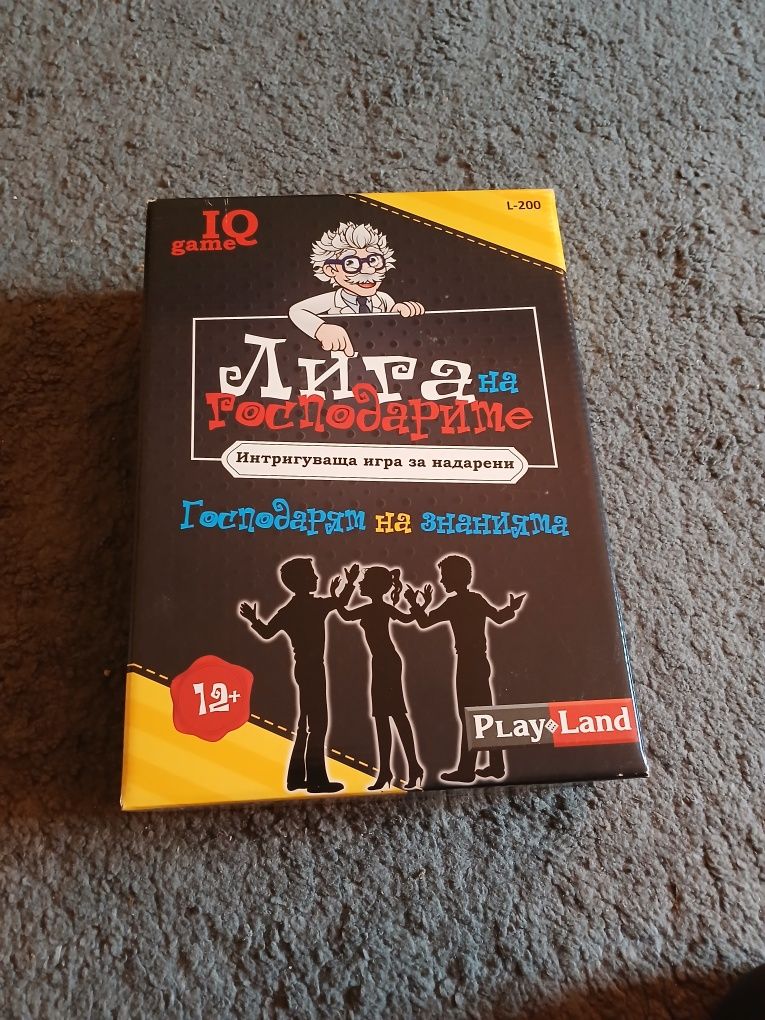 IQ
game
L-200
Лига на
Господарите
Интригуваща игра за надарени
Господарят на знанията
12+
Play Land